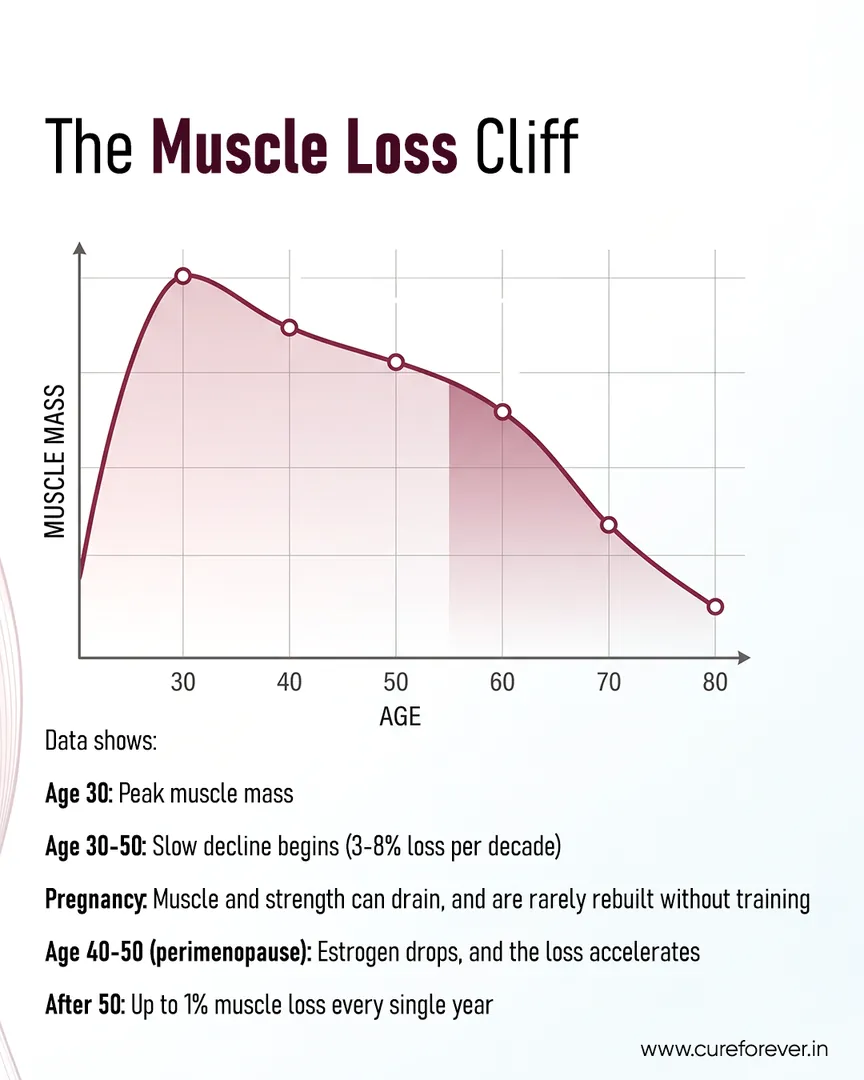 The Muscle Loss Cliff
MUSCLE MASS
30 40 50 60 70 80
AGE
Data shows:
Age 30: Peak muscle mass
Age 30-50: Slow decline begins (3-8% loss per decade)
Pregnancy: Muscle and strength can drain, and are rarely rebuilt without training
Age 40-50 (perimenopause): Estrogen drops, and the loss accelerates
After 50: Up to 1% muscle loss every single year
www.cureforever.in